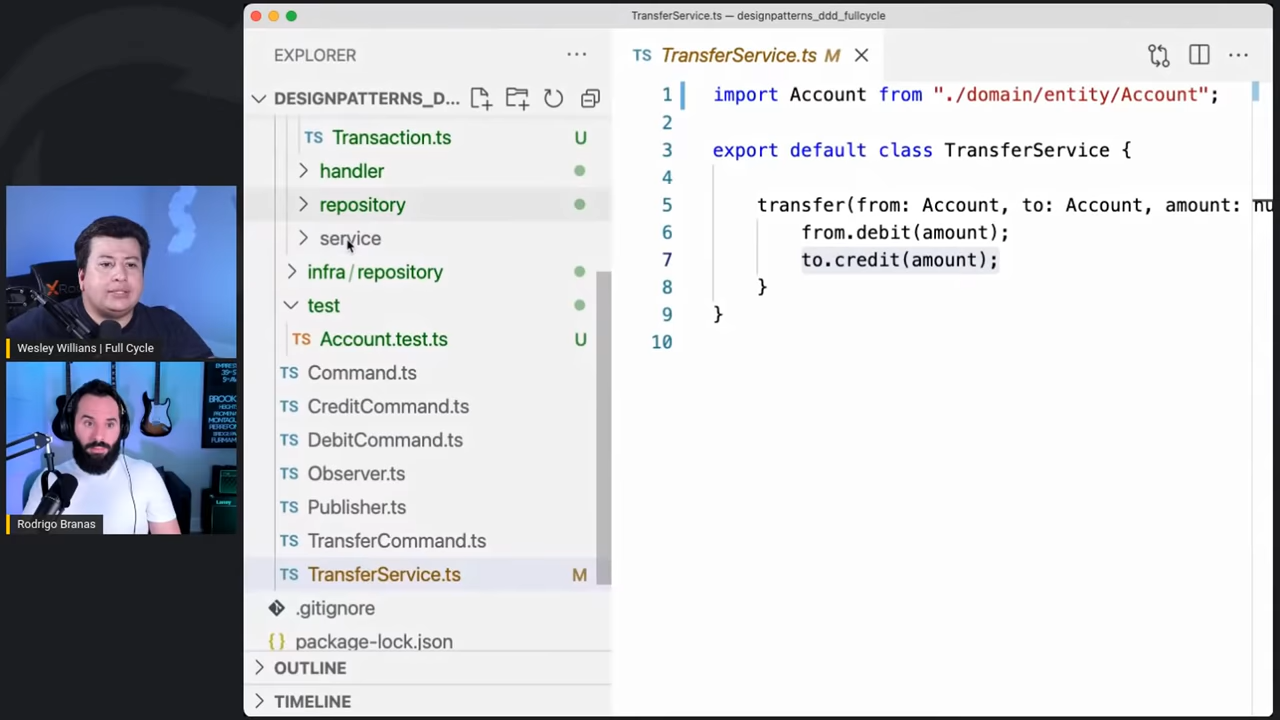 TransferService.ts — designpatterns_ddd_fullcycle
EXPLORER
DESIGNPATTERNS_D...
TS Transaction.ts U
handler
repository
service
infra / repository
test
TS Account.test.ts U
TS Command.ts
TS CreditCommand.ts
TS DebitCommand.ts
TS Observer.ts
TS Publisher.ts
TS TransferCommand.ts
TS TransferService.ts M
.gitignore
{} package-lock.json
OUTLINE
TIMELINE
TS TransferService.ts M
1 import Account from "./domain/entity/Account";
2
3 export default class TransferService {
4
5 transfer(from: Account, to: Account, amount:
6 from.debit(amount);
7 to.credit(amount);
8 }
9 }
10
Wesley Willians | Full Cycle
Rodrigo Branas